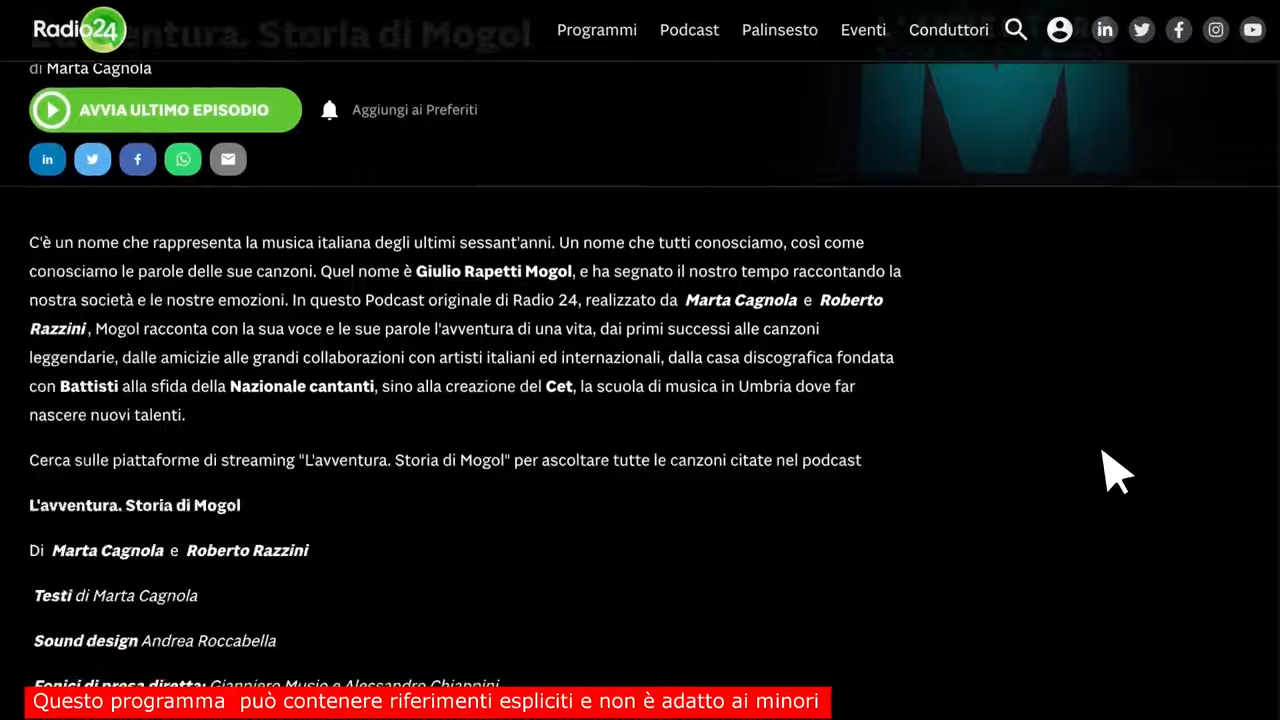 Radio24
Programmi Podcast Palinsesto Eventi Conduttori
L'avventura. Storia di Mogol
di Marta Cagnola
AVVIA ULTIMO EPISODIO
Aggiungi ai Preferiti
C'è un nome che rappresenta la musica italiana degli ultimi sessant'anni. Un nome che tutti conosciamo, così come
conosciamo le parole delle sue canzoni. Quel nome è Giulio Rapetti Mogol, e ha segnato il nostro tempo raccontando la
nostra società e le nostre emozioni. In questo Podcast originale di Radio 24, realizzato da Marta Cagnola e Roberto
Razzini, Mogol racconta con la sua voce e le sue parole l'avventura di una vita, dai primi successi alle canzoni
leggendarie, dalle amicizie alle grandi collaborazioni con artisti italiani ed internazionali, dalla casa discografica fondata
con Battisti alla sfida della Nazionale cantanti, sino alla creazione del Cet, la scuola di musica in Umbria dove far
nascere nuovi talenti.
Cerca sulle piattaforme di streaming "L'avventura. Storia di Mogol" per ascoltare tutte le canzoni citate nel podcast
L'avventura. Storia di Mogol
Di Marta Cagnola e Roberto Razzini
Testi di Marta Cagnola
Sound design Andrea Roccabella
Fonici di presa diretta: Gianpiero Musio e Alessandro Chiappini
Questo programma può contenere riferimenti espliciti e non è adatto ai minori